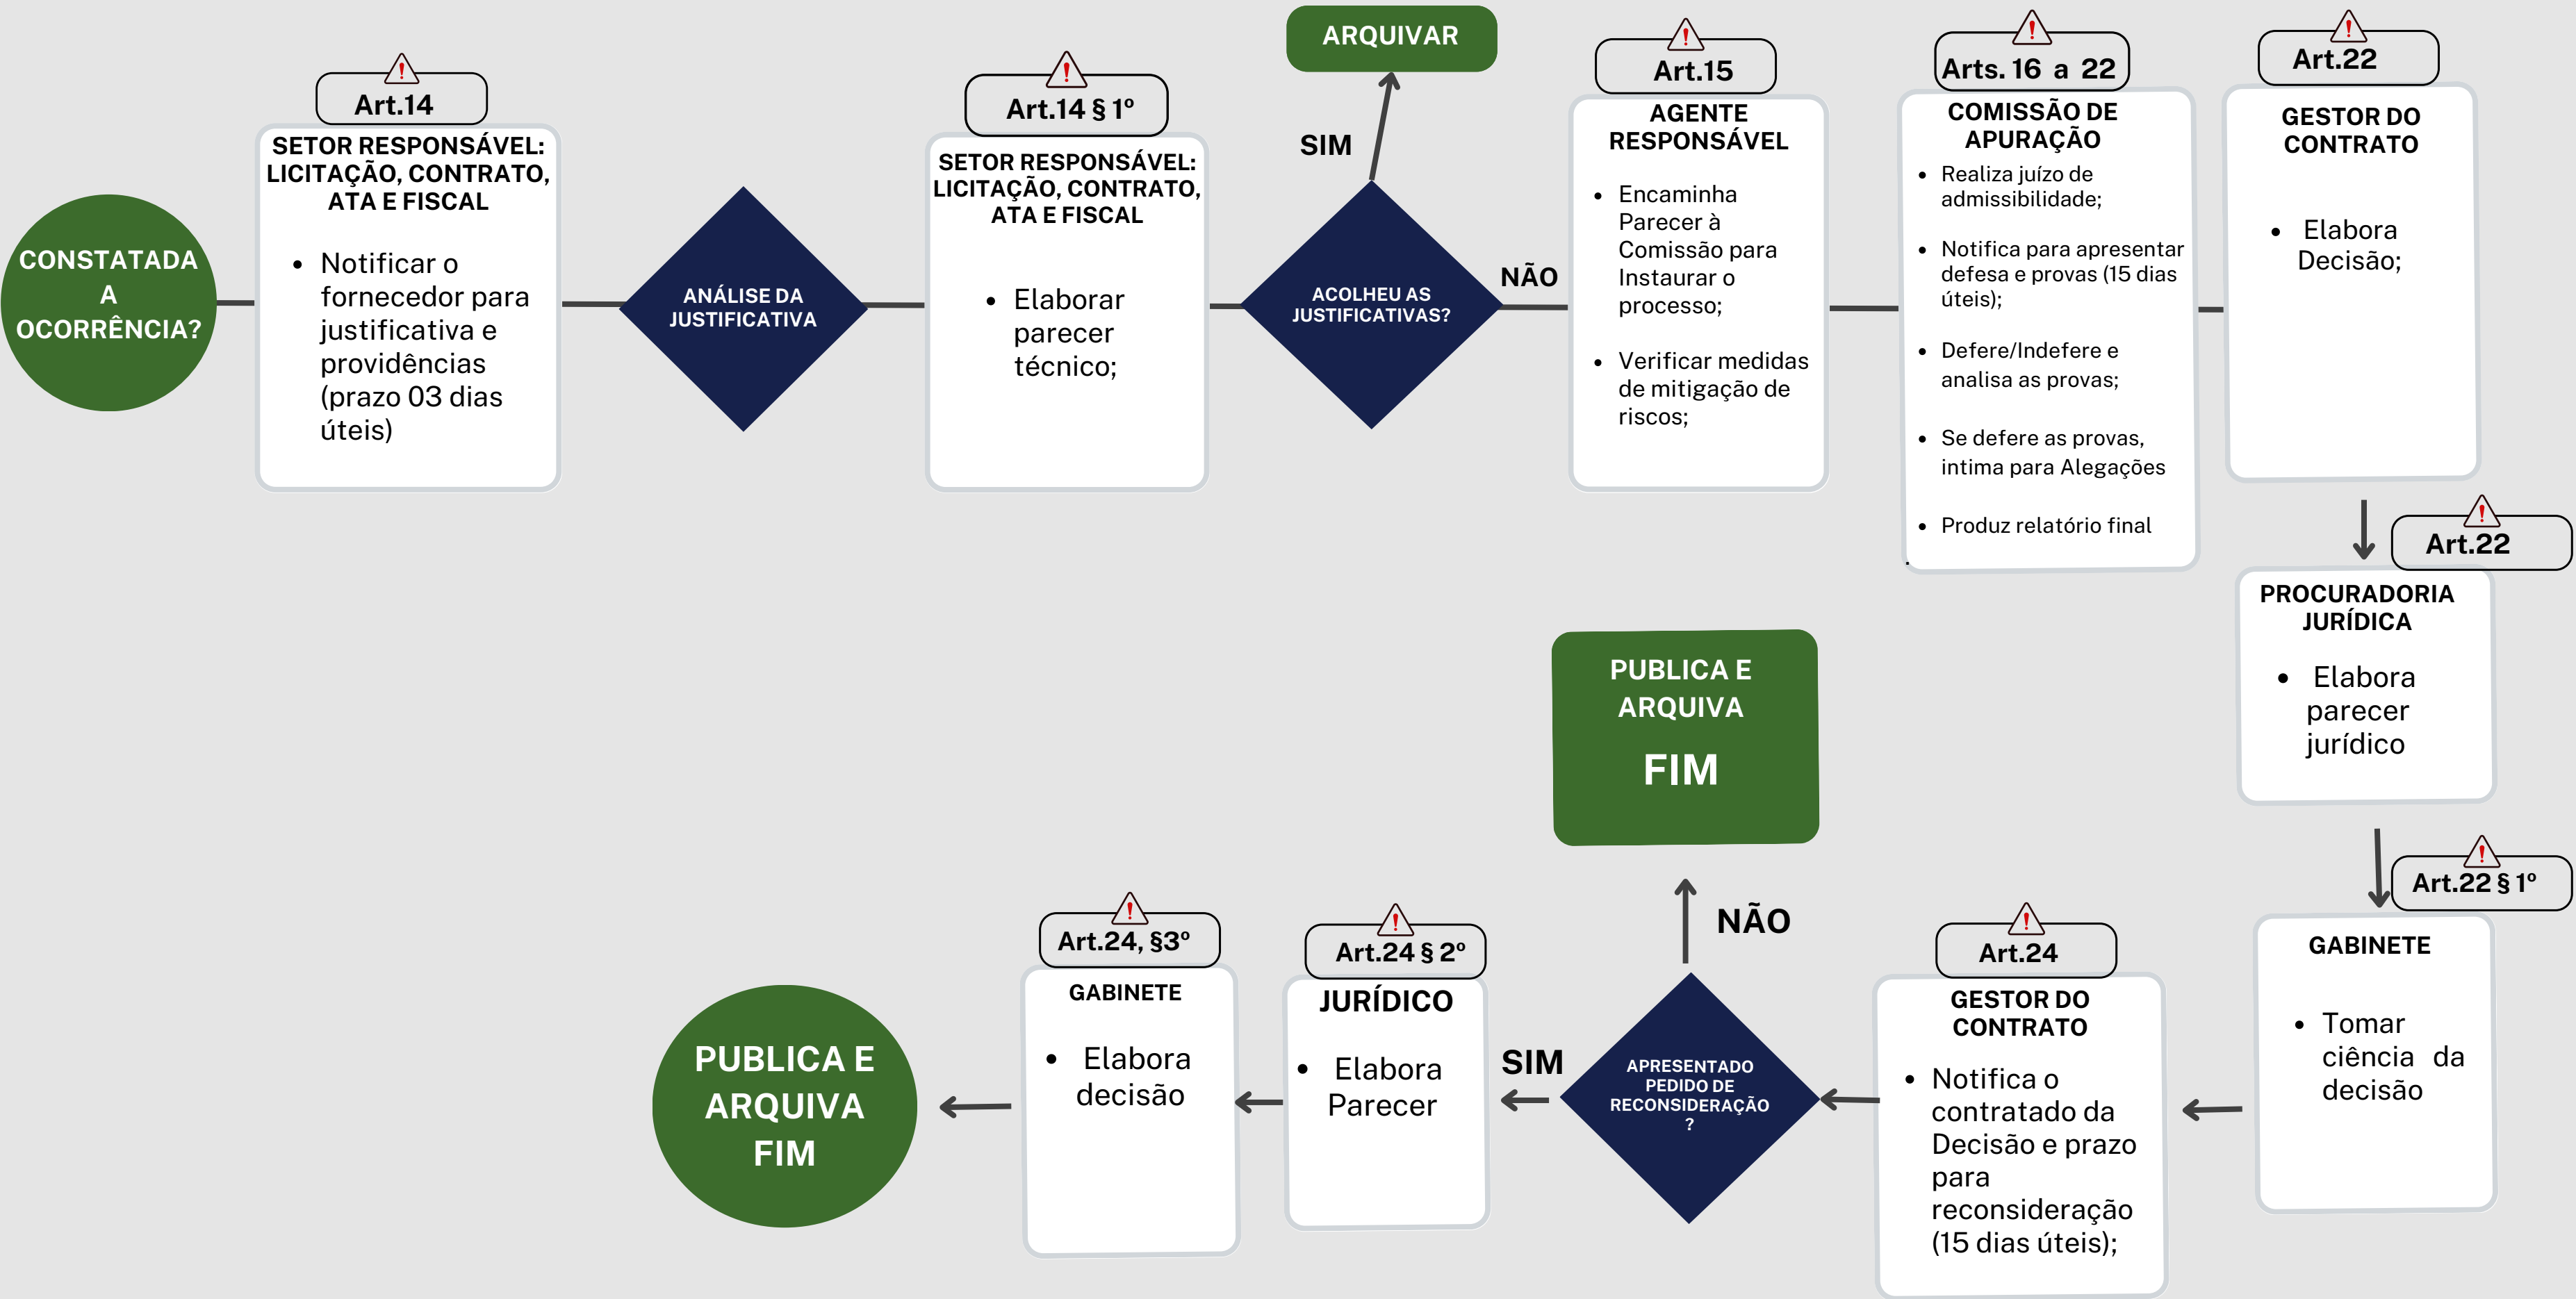 CONSTATADA
A
OCORRÊNCIA?
Art.14
SETOR RESPONSÁVEL:
LICITAÇÃO, CONTRATO,
ATA E FISCAL
• Notificar o
fornecedor para
justificativa e
providências
(prazo 03 dias
úteis)
ANÁLISE DA
JUSTIFICATIVA
Art.14 § 1º
SETOR RESPONSÁVEL:
LICITAÇÃO, CONTRATO,
ATA E FISCAL
• Elaborar
parecer
técnico;
ACOLHEU AS
JUSTIFICATIVAS?
SIM
ARQUIVAR
NÃO
Art.15
AGENTE
RESPONSÁVEL
• Encaminha
Parecer à
Comissão para
Instaurar o
processo;
• Verificar medidas
de mitigação de
riscos;
Arts. 16 a 22
COMISSÃO DE
APURAÇÃO
• Realiza juízo de
admissibilidade;
• Notifica para apresentar
defesa e provas (15 dias
úteis);
• Defere/Indefere e
analisa as provas;
• Se defere as provas,
intima para Alegações
• Produz relatório final
.
Art.22
GESTOR DO
CONTRATO
• Elabora
Decisão;
Art.22
PROCURADORIA
JURÍDICA
• Elabora
parecer
jurídico
Art.22 § 1º
GABINETE
• Tomar
ciência da
decisão
Art.24
GESTOR DO
CONTRATO
• Notifica o
contratado da
Decisão e prazo
para
reconsideração
(15 dias úteis);
APRESENTADO
PEDIDO DE
RECONSIDERAÇÃO
?
NÃO
PUBLICA E
ARQUIVA
FIM
SIM
Art.24 § 2º
JURÍDICO
• Elabora
Parecer
Art.24, §3º
GABINETE
• Elabora
decisão
PUBLICA E
ARQUIVA
FIM